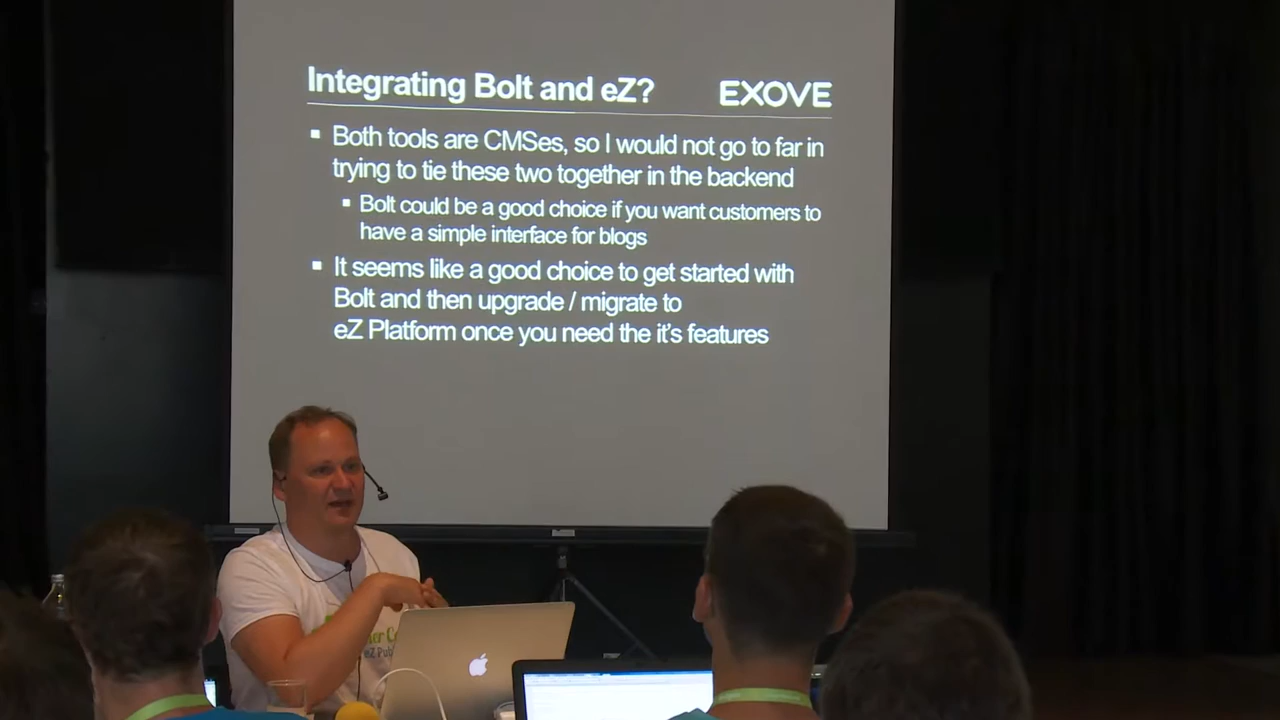 Integrating Bolt and eZ?
EXOVE
Both tools are CMSes, so I would not go to far in
trying to tie these two together in the backend
Bolt could be a good choice if you want customers to
have a simple interface for blogs
It seems like a good choice to get started with
Bolt and then upgrade / migrate to
eZ Platform once you need the it's features
eZ Pub